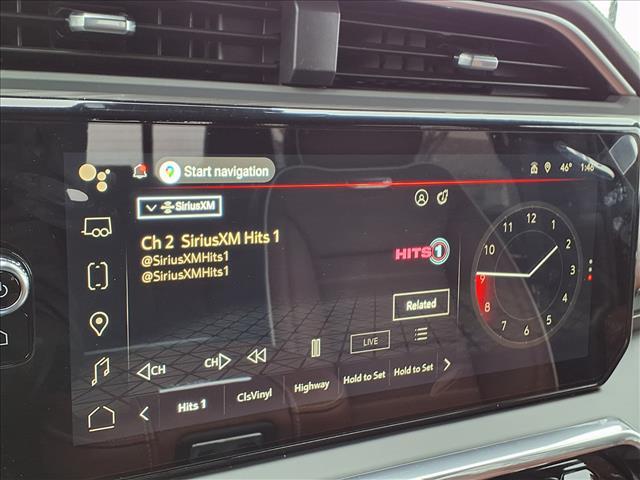 Start navigation
46° 1:46
SiriusXM
Ch 2 SiriusXM Hits 1
@SiriusXMHits1
@SiriusXMHits1
HITS 1
Related
LIVE
CH
CH
Hits 1
ClsVinyl
Highway
Hold to Set
Hold to Set
12
1
2
3
4
5
6
7
8
9
10
11